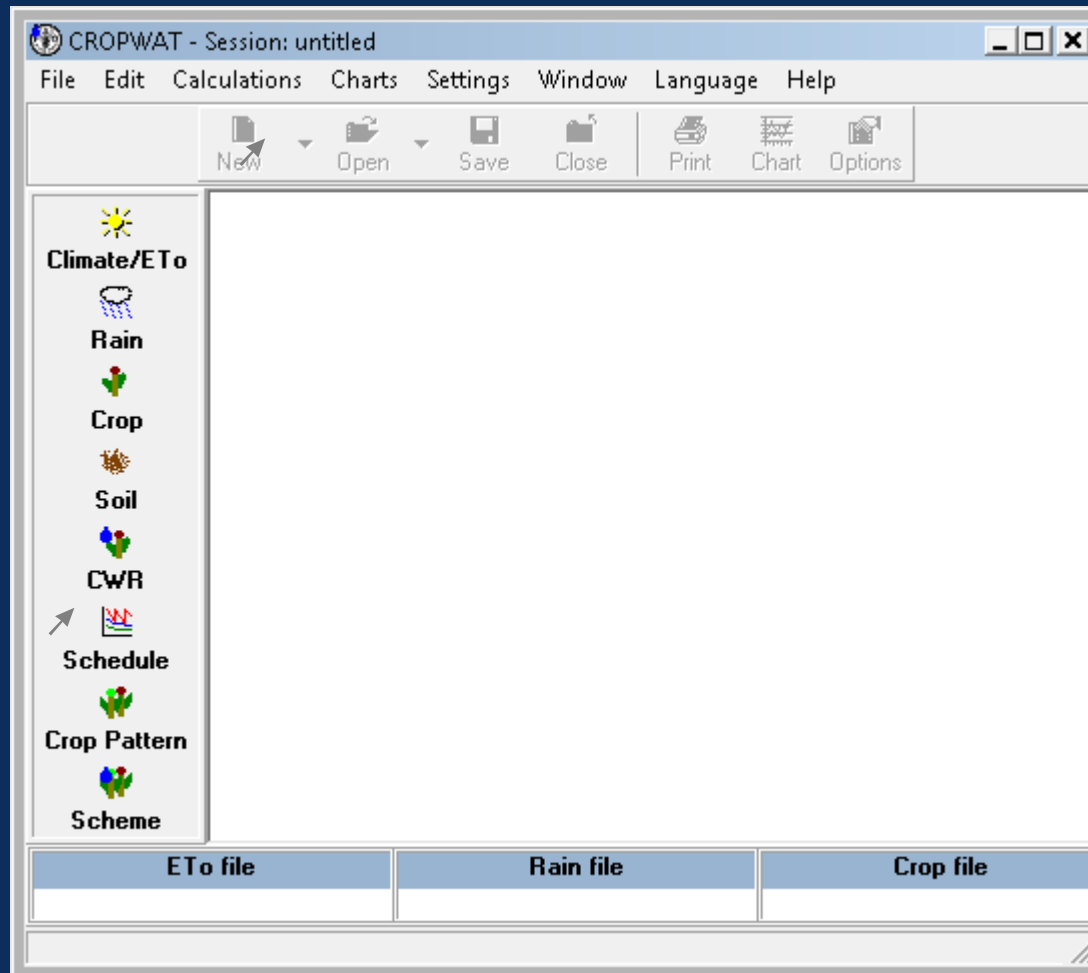 CROPWAT - Session: untitled
File Edit Calculations Charts Settings Window Language Help
New Open Save Close Print Chart Options
Climate/ETo
Rain
Crop
Soil
CWR
Schedule
Crop Pattern
Scheme
ETo file Rain file Crop file